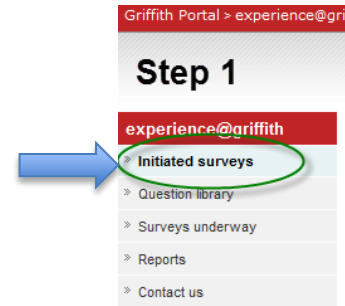 Griffith Portal > experience@gri
Step 1
experience@griffith
» Initiated surveys
» Question library
» Surveys underway
» Reports
» Contact us